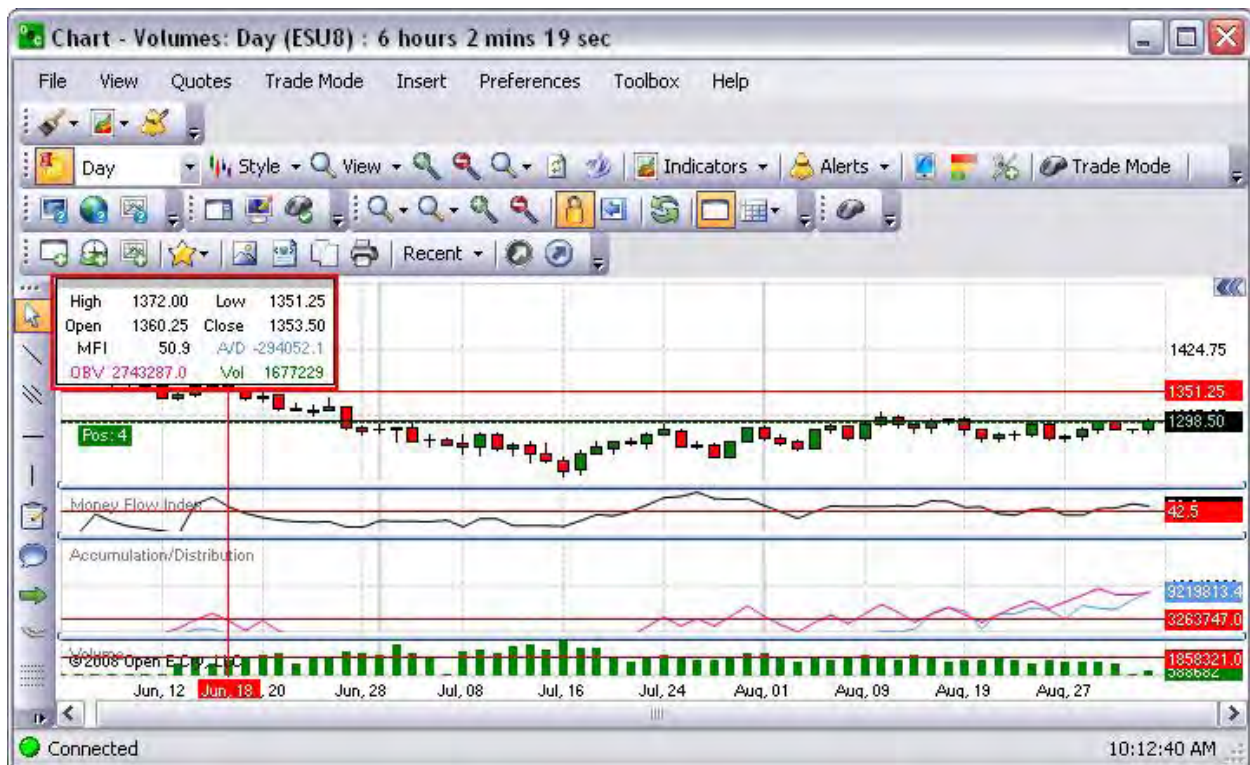 Chart - Volumes: Day (ESU8) : 6 hours 2 mins 19 sec
File View Quotes Trade Mode Insert Preferences Toolbox Help
Day Style View Indicators Alerts Trade Mode
Recent
High 1372.00 Low 1351.25
Open 1360.25 Close 1353.50
MFI 50.9 A/D -294052.1
OBV 2743287.0 Vol 1677229
1424.75
1351.25
1298.50
Pos: 4
Money Flow Index
42.5
Accumulation/Distribution
9219813.4
3263747.0
Volume
©2008 Open E Cry, LLC
1858321.0
588682
Jun, 12 Jun, 18 , 20 Jun, 28 Jul, 08 Jul, 16 Jul, 24 Aug, 01 Aug, 09 Aug, 19 Aug, 27
Connected 10:12:40 AM